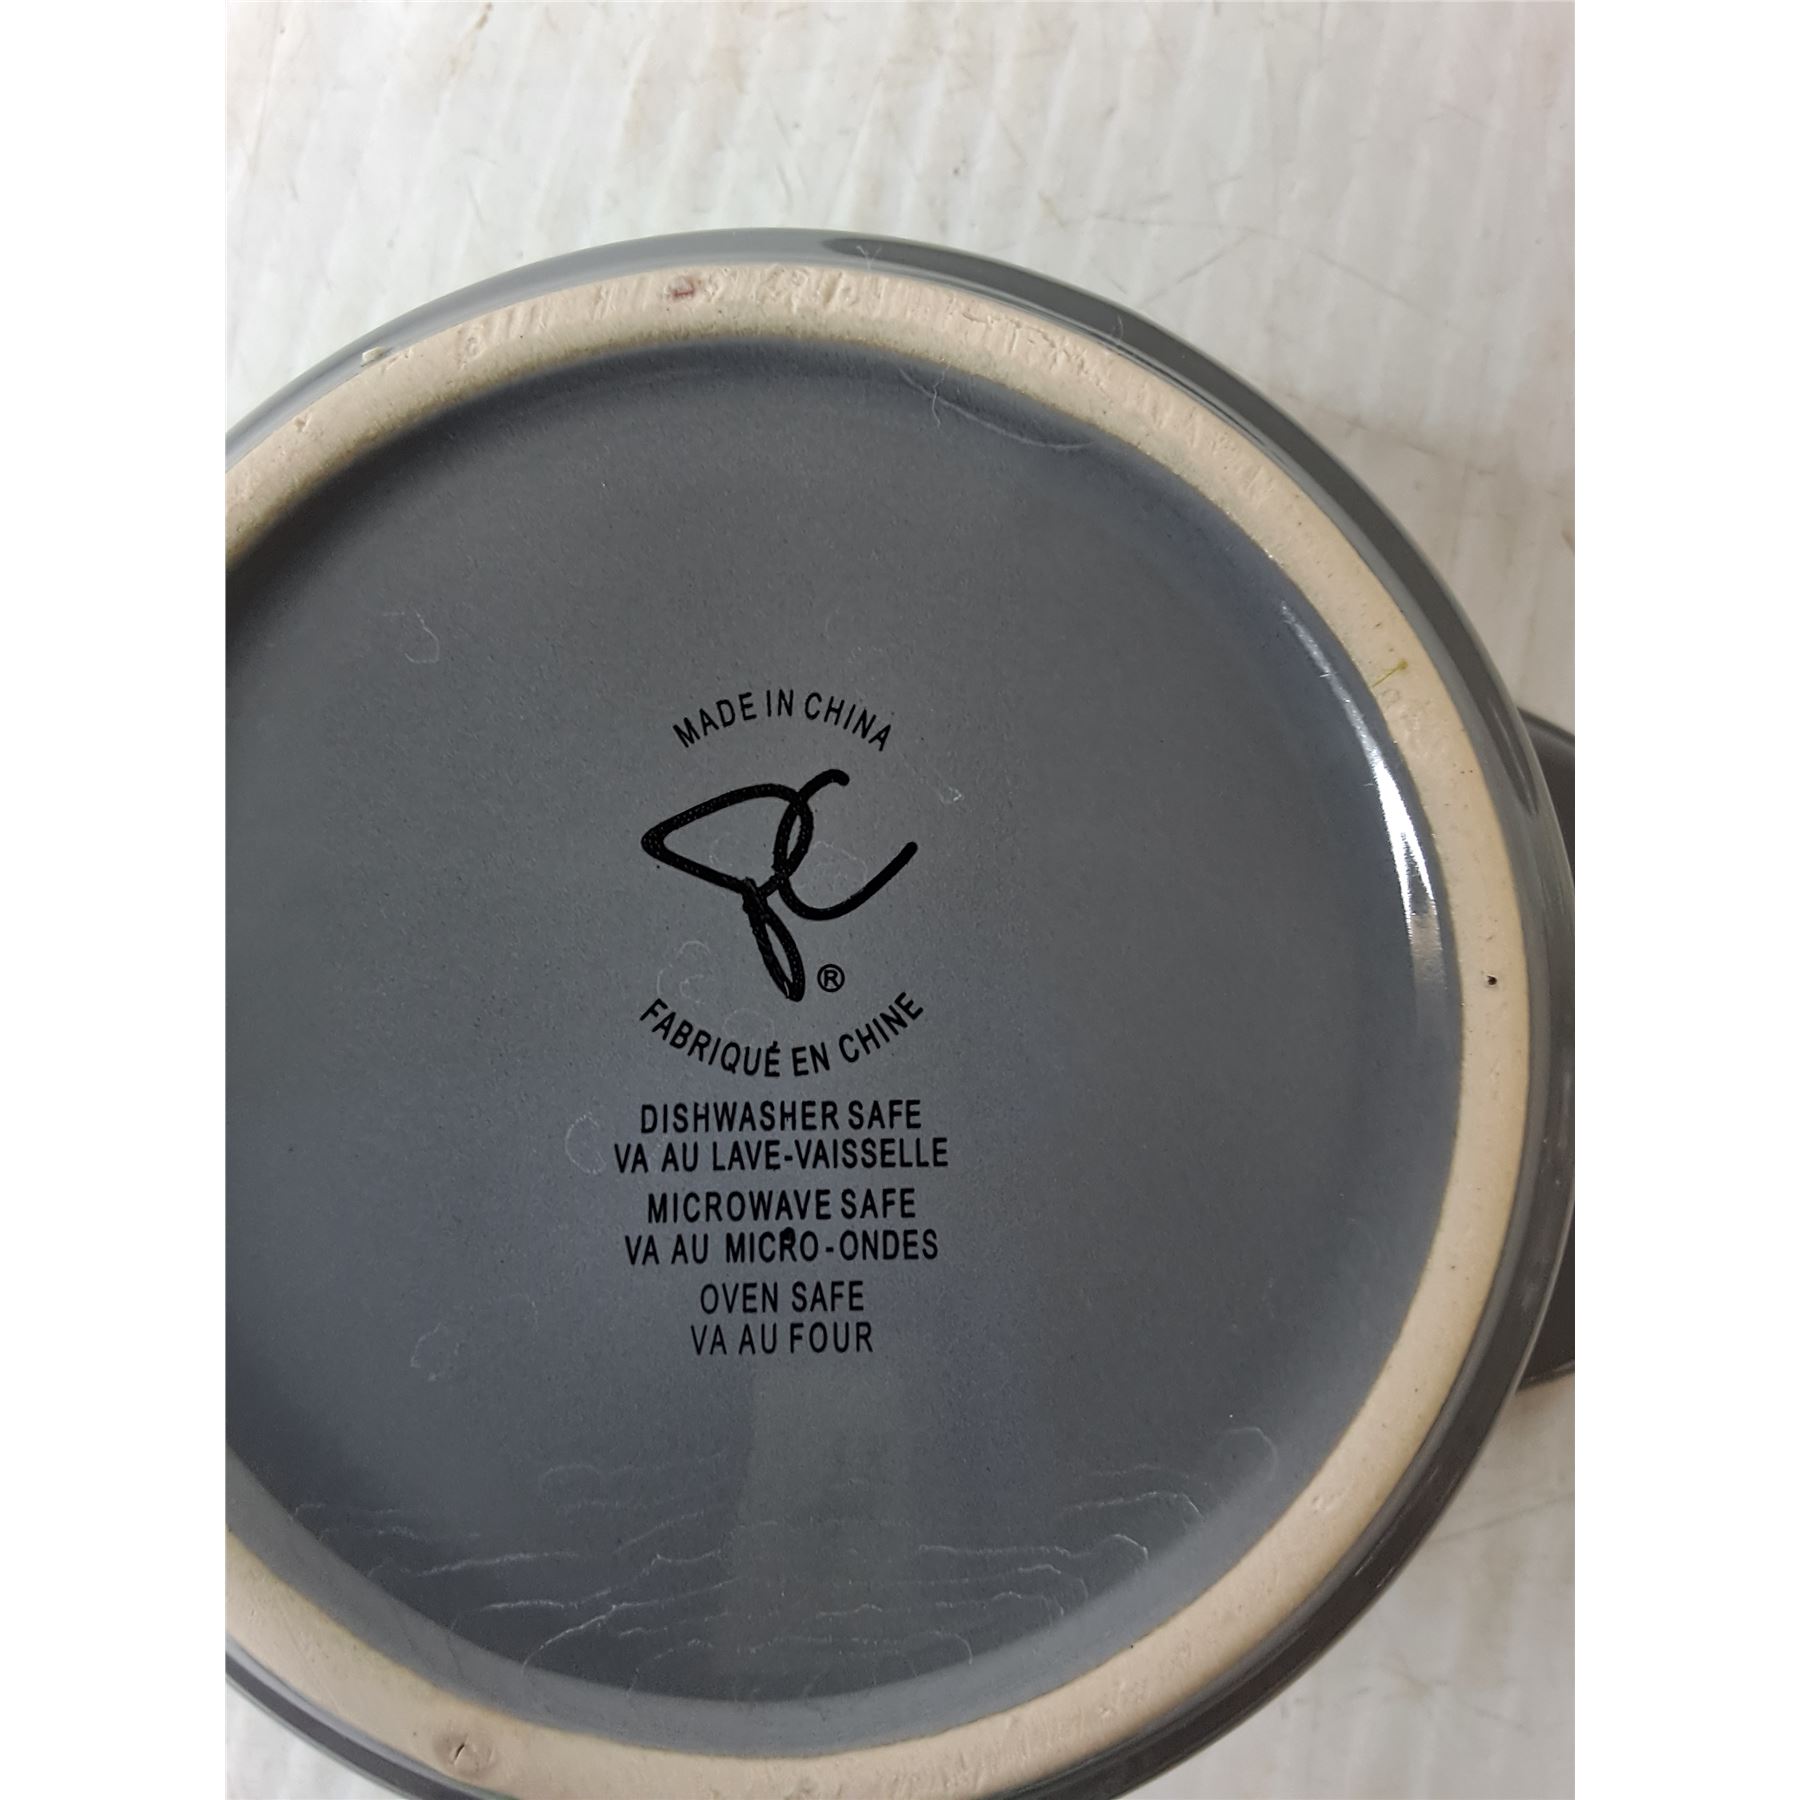 MADE IN CHINA
®
FABRIQUÉ EN CHINE
DISHWASHER SAFE
VA AU LAVE-VAISSELLE
MICROWAVE SAFE
VA AU MICRO-ONDES
OVEN SAFE
VA AU FOUR